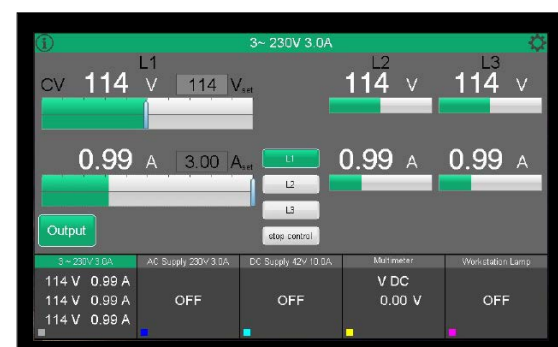 3~ 230V 3.0A
L1 L2 L3
CV 114 V 114 Vset 114 V 114 V
0.99 A 3.00 Aset L1 0.99 A 0.99 A
L2
L3
Output stop control
3~ 230V 3.0A AC Supply 230V 3.0A DC Supply 42V 10.0A Multimeter Workstation Lamp
114 V 0.99 A V DC
114 V 0.99 A OFF OFF 0.00 V OFF
114 V 0.99 A